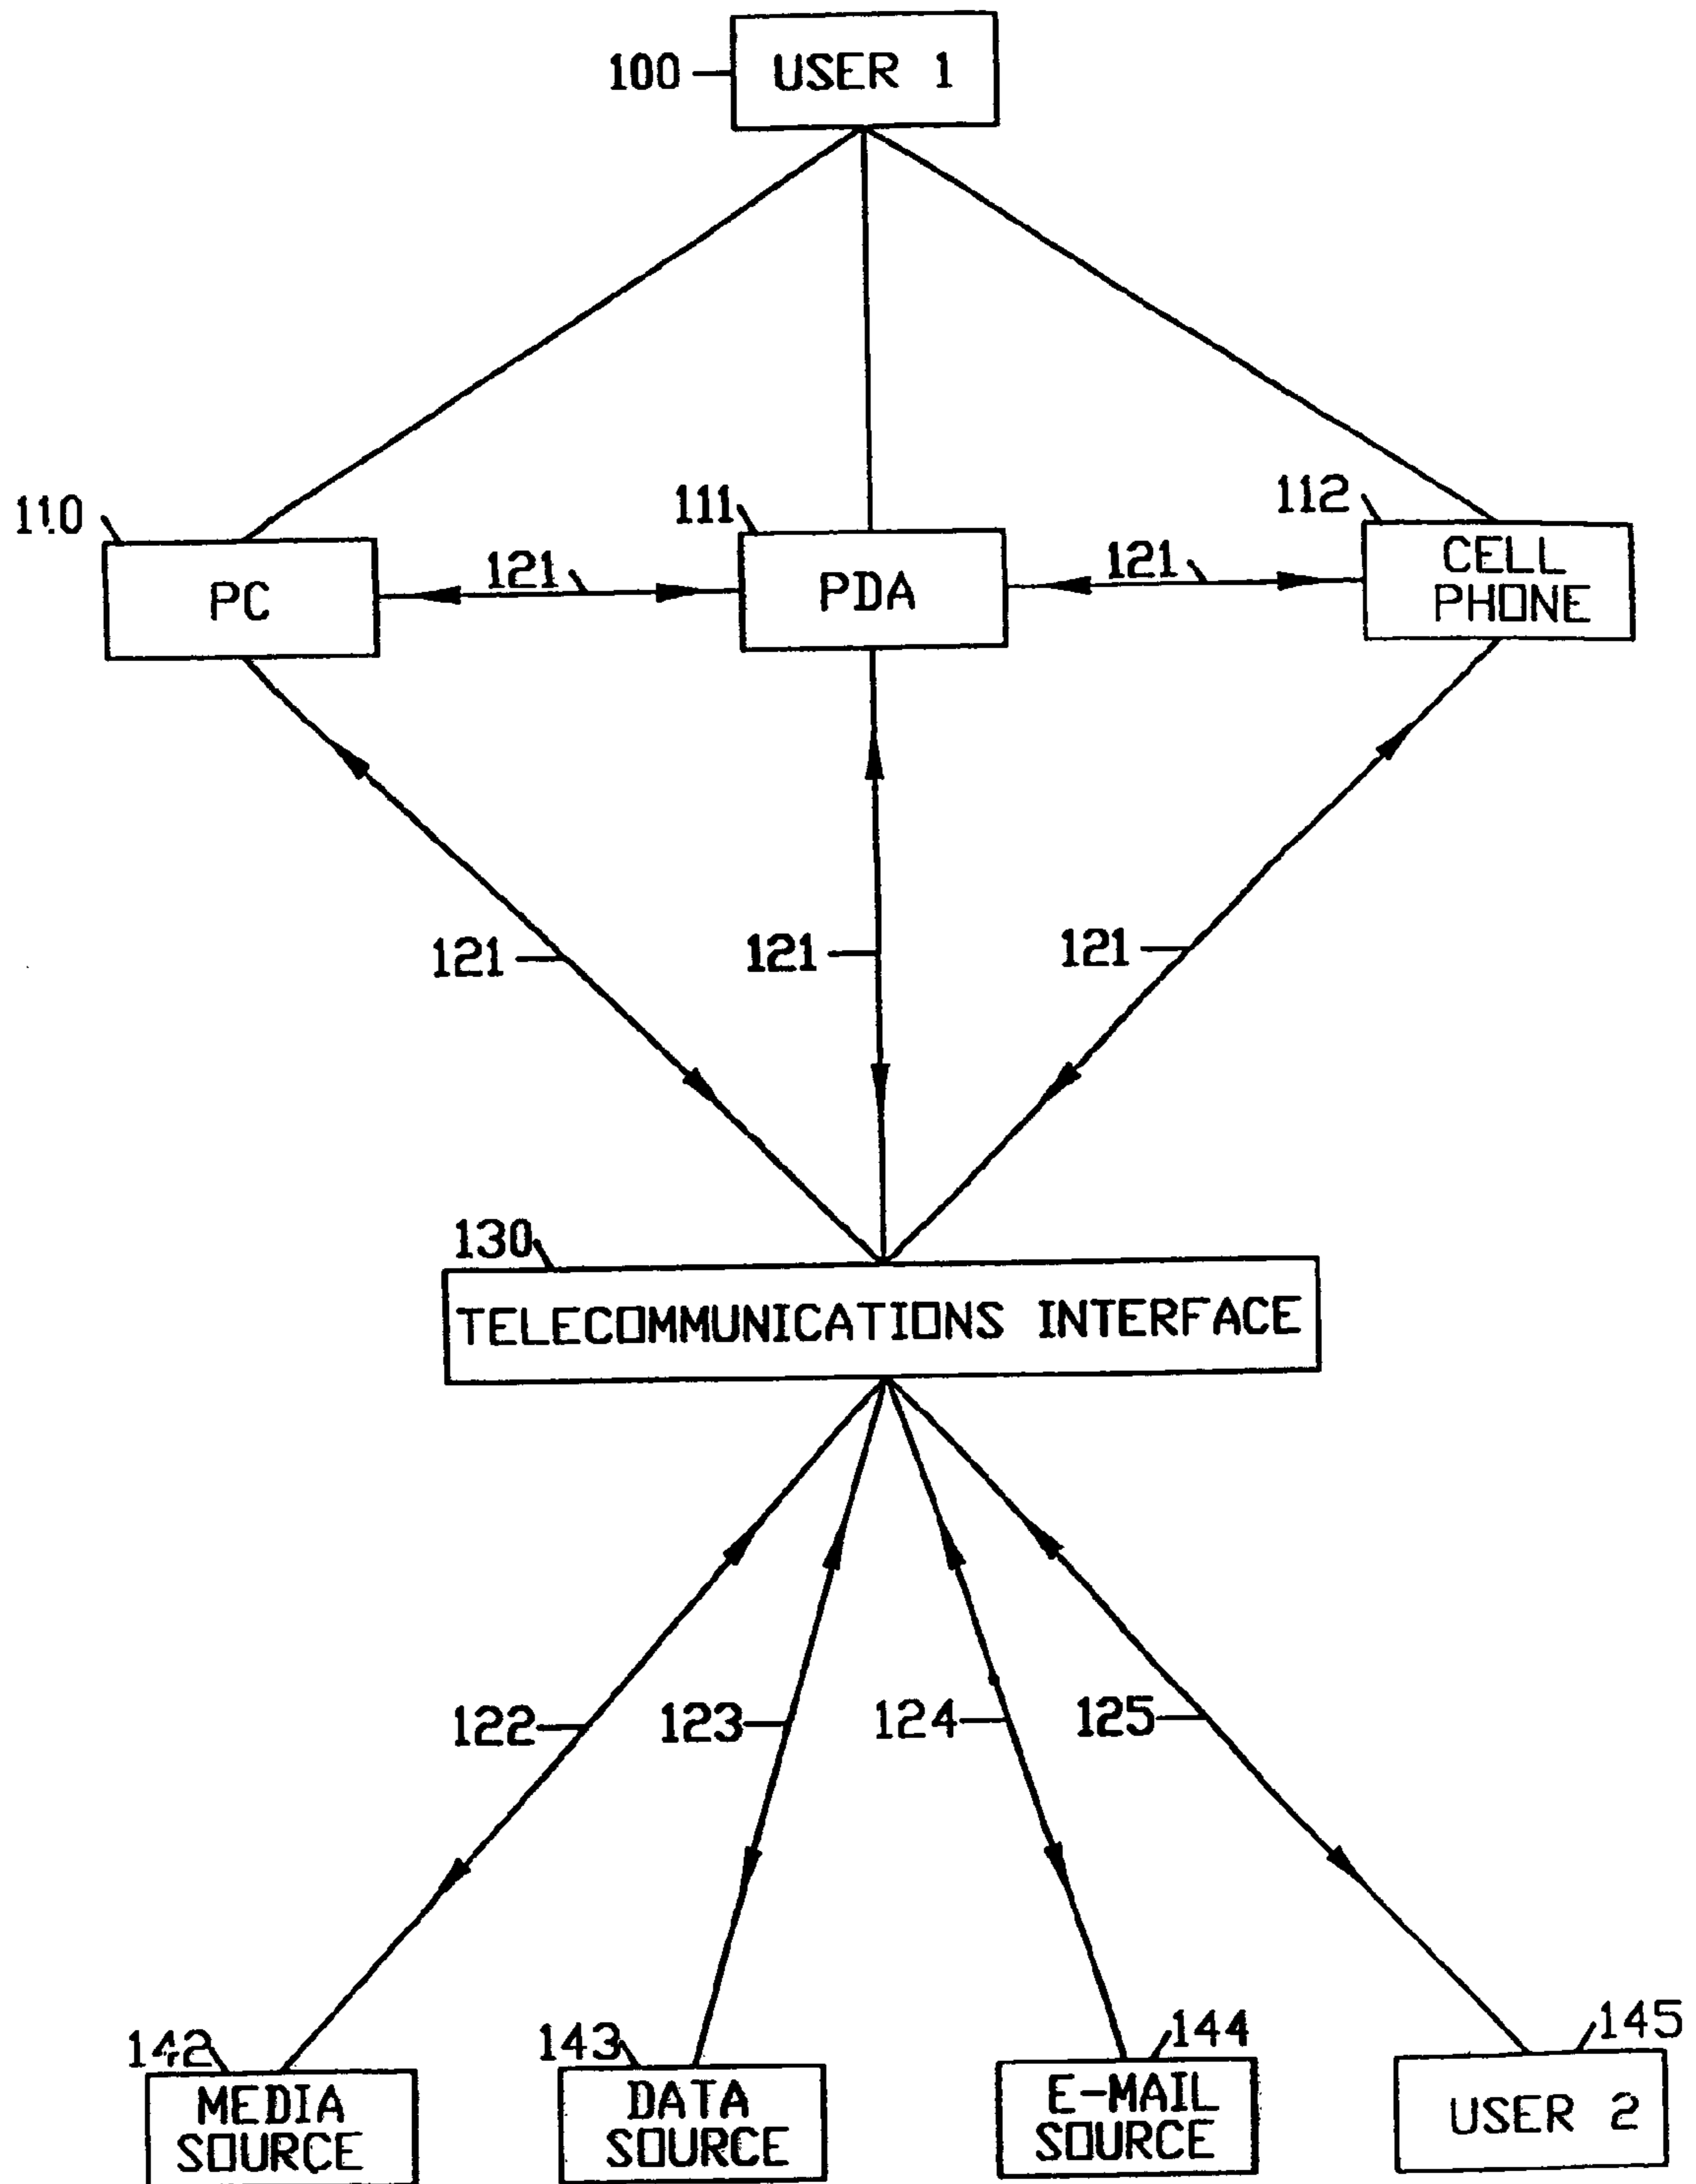 100
USER 1
110
111
112
PC
121
PDA
121
CELL
PHONE
121
121
121
130
TELECOMMUNICATIONS INTERFACE
122
123
124
125
142
143
144
145
MEDIA
SOURCE
DATA
SOURCE
E-MAIL
SOURCE
USER 2